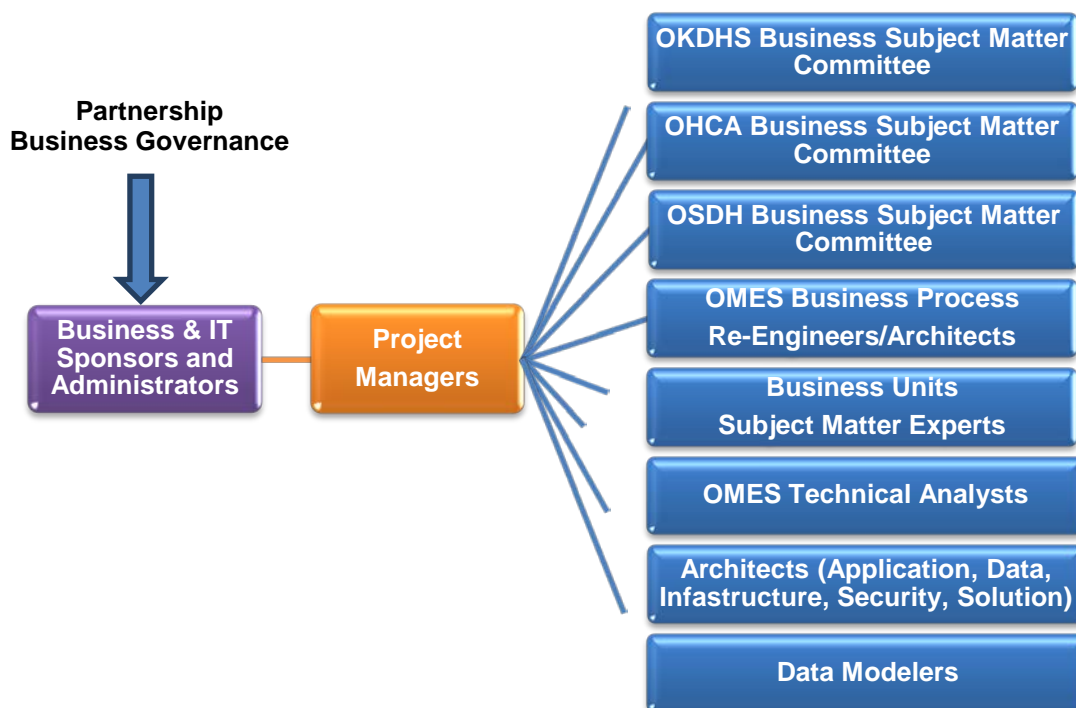 Partnership
Business Governance
Business & IT
Sponsors and
Administrators
Project
Managers
OKDHS Business Subject Matter
Committee
OHCA Business Subject Matter
Committee
OSDH Business Subject Matter
Committee
OMES Business Process
Re-Engineers/Architects
Business Units
Subject Matter Experts
OMES Technical Analysts
Architects (Application, Data,
Infastructure, Security, Solution)
Data Modelers